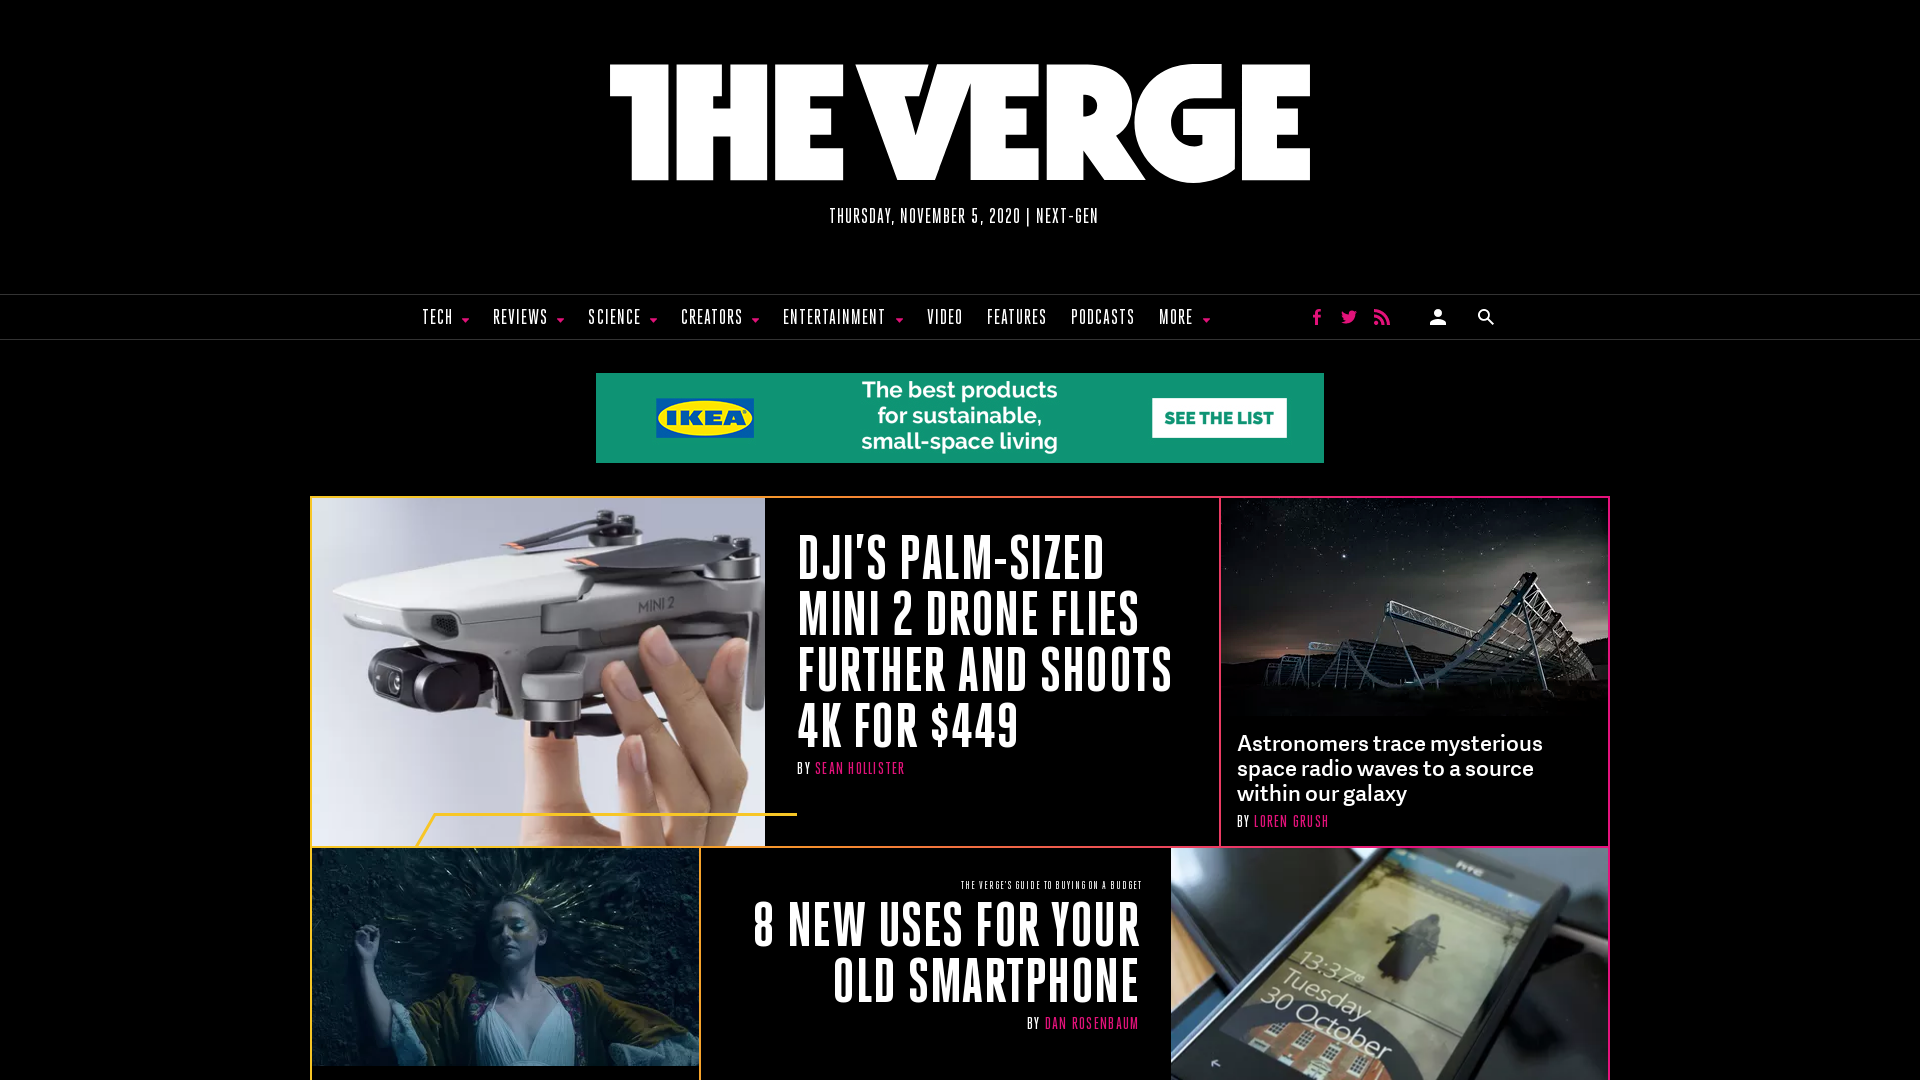 THE VERGE
THURSDAY, NOVEMBER 5, 2020 | NEXT-GEN
TECH REVIEWS SCIENCE CREATORS ENTERTAINMENT VIDEO FEATURES PODCASTS MORE
IKEA
The best products
for sustainable,
small-space living
SEE THE LIST
MINI 2
DJI'S PALM-SIZED
MINI 2 DRONE FLIES
FURTHER AND SHOOTS
4K FOR $449
BY SEAN HOLLISTER
Astronomers trace mysterious
space radio waves to a source
within our galaxy
BY LOREN GRUSH
THE VERGE'S GUIDE TO BUYING ON A BUDGET
8 NEW USES FOR YOUR
OLD SMARTPHONE
BY DAN ROSENBAUM
hTC
13:37
Tuesday
30 October